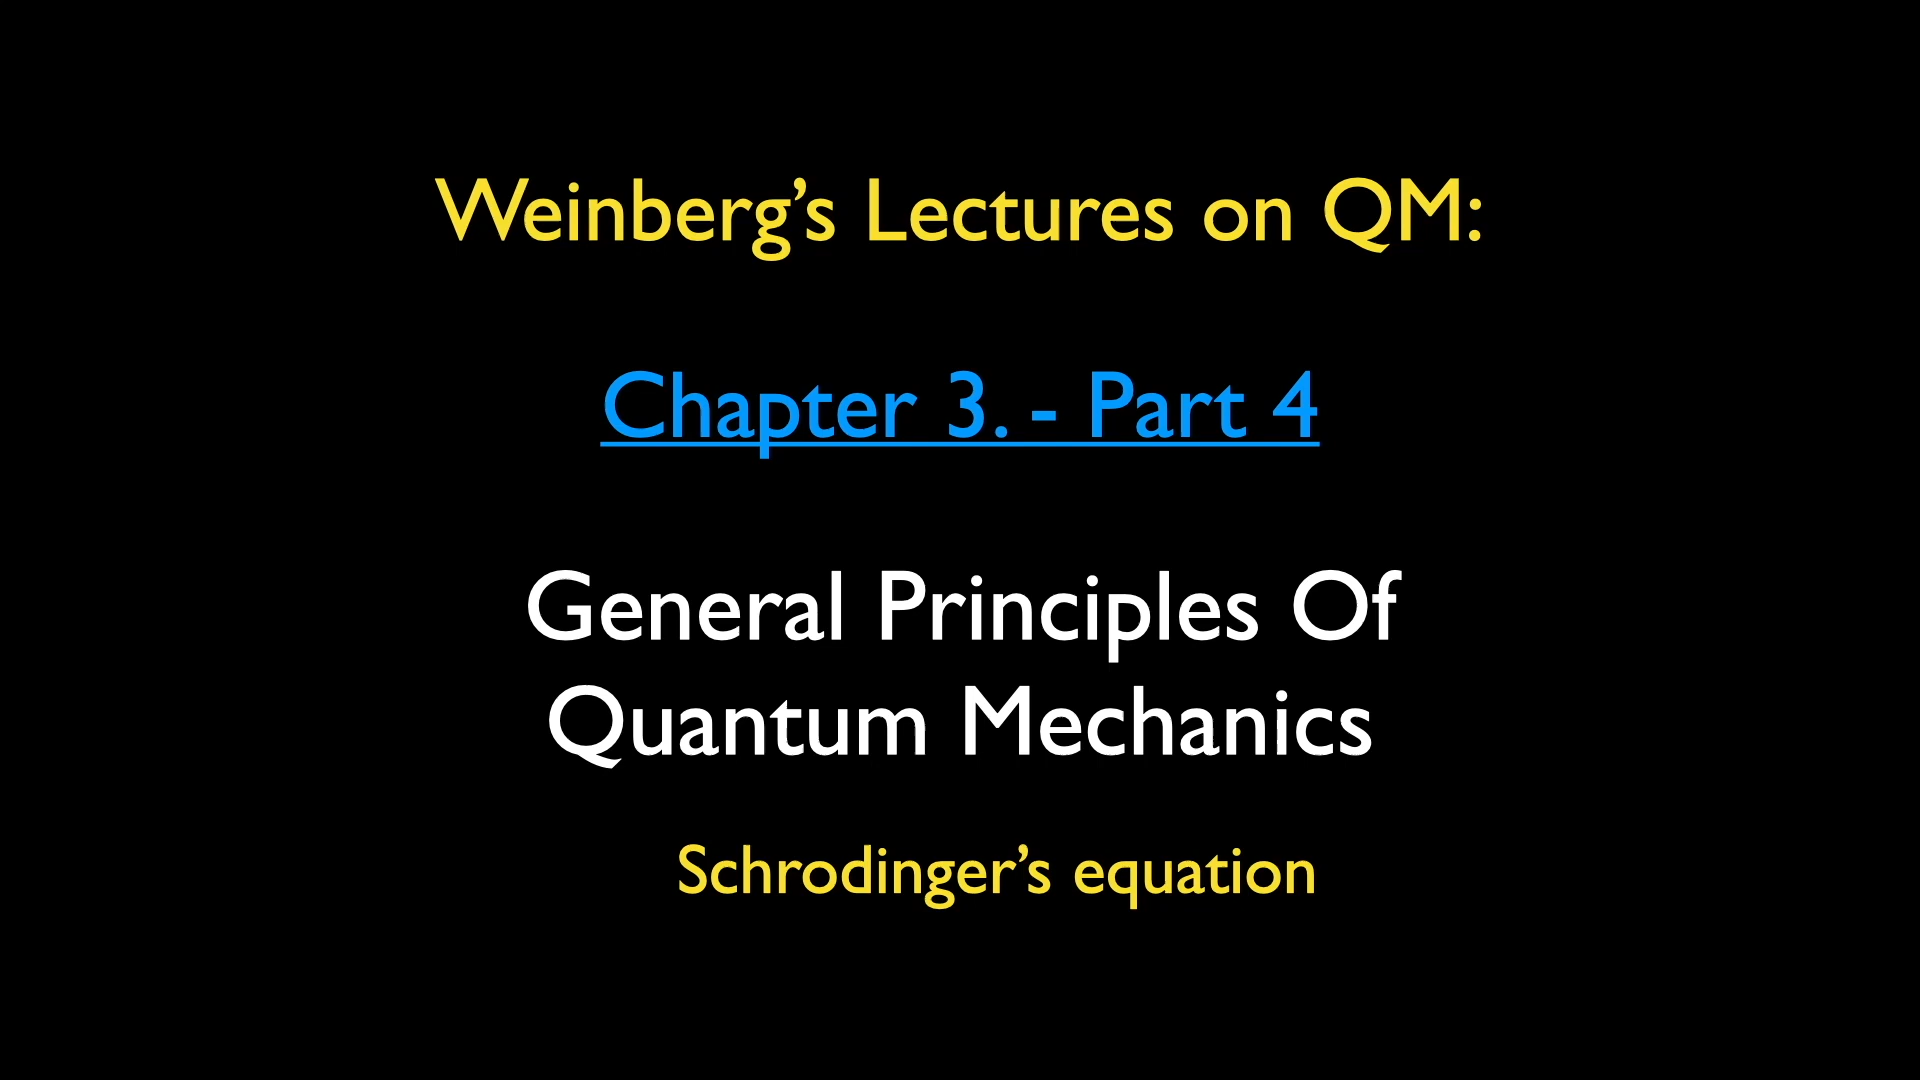 Weinberg’s Lectures on QM:
Chapter 3. - Part 4
General Principles Of
Quantum Mechanics
Schrodinger’s equation